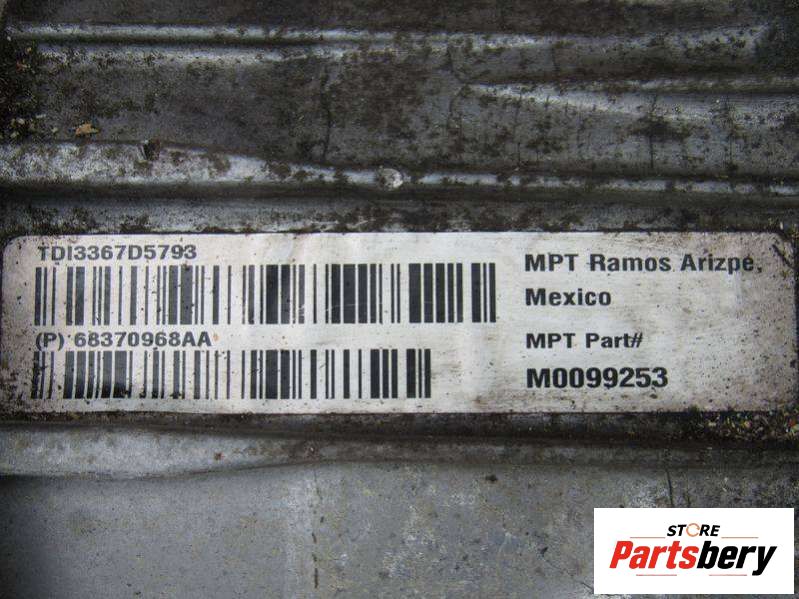 TDI3367D5793
(P) 68370968AA
MPT Ramos Arizpe,
Mexico
MPT Part#
M0099253
STORE
Partsbery